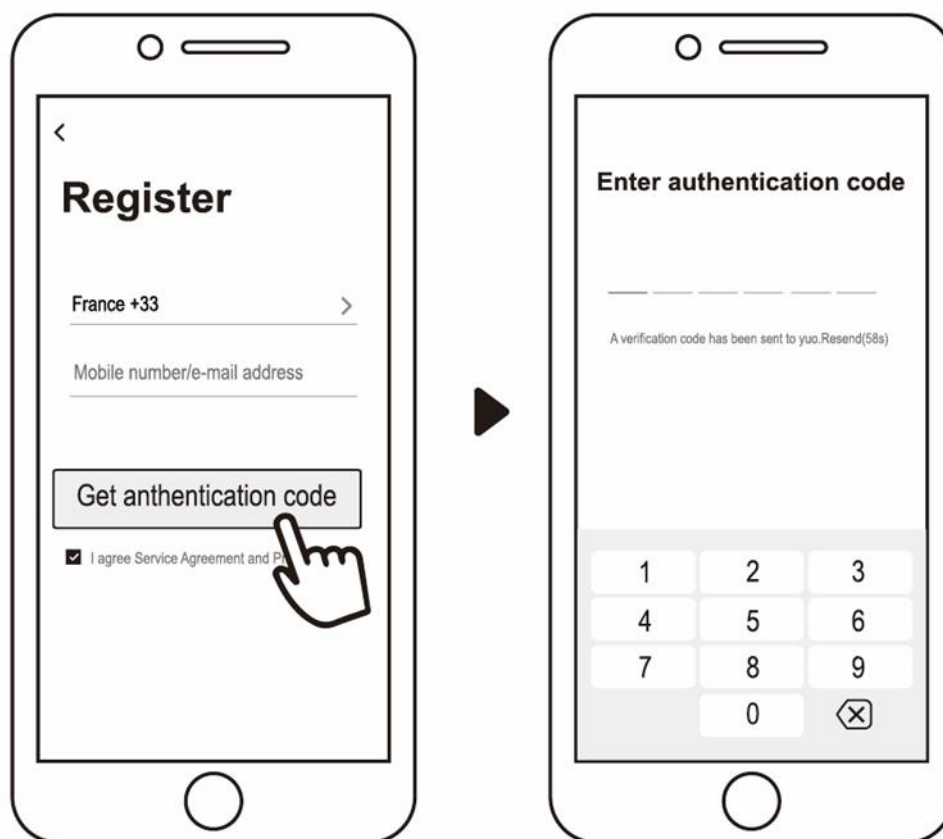 Register
France +33
Mobile number/e-mail address
Get anthentication code
I agree Service Agreement and
Enter authentication code
A verification code has been sent to yuo.Resend(58s)
1 2 3
4 5 6
7 8 9
0